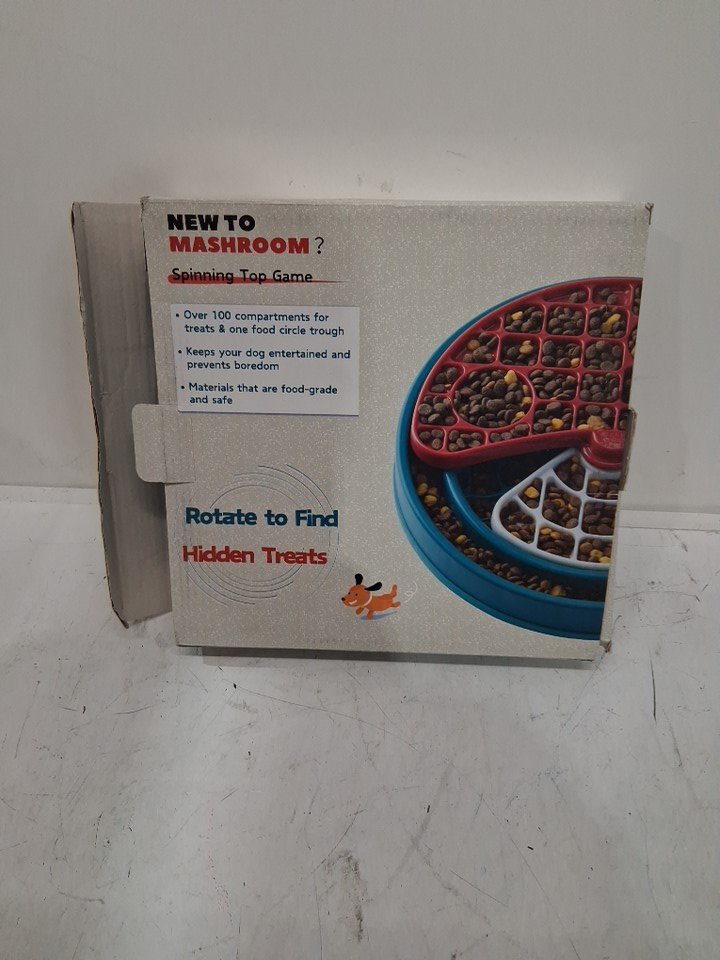 NEW TO
MASHROOM?
Spinning Top Game
• Over 100 compartments for
treats & one food circle trough
• Keeps your dog entertained and
prevents boredom
• Materials that are food-grade
and safe
Rotate to Find
Hidden Treats